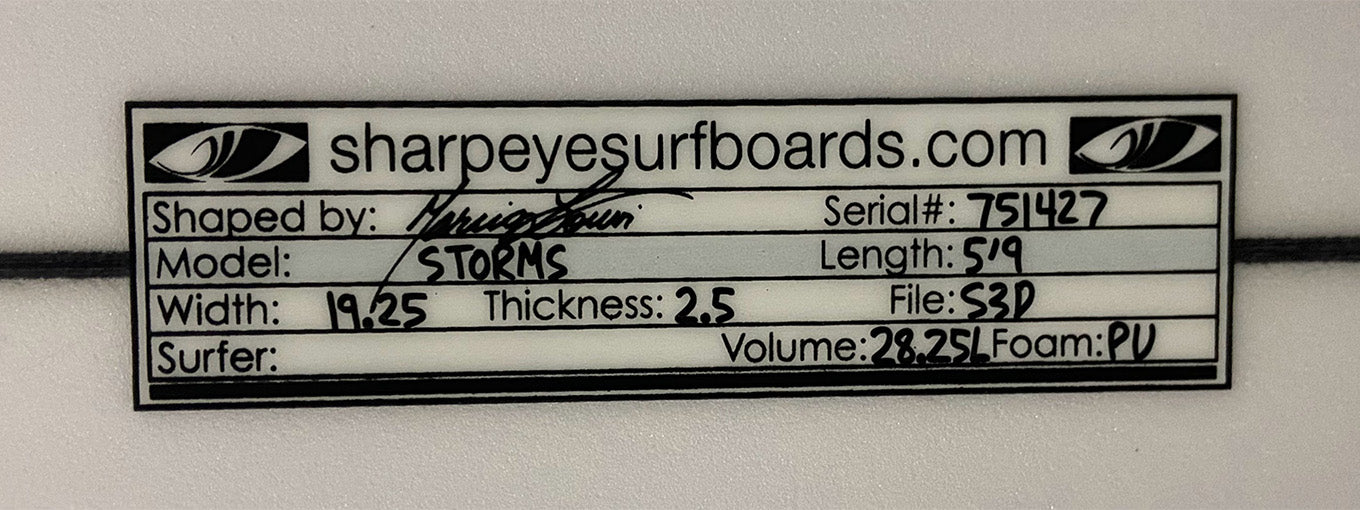 sharpeyesurfboards.com
Shaped by: Serial#: 751427
Model: STORMS Length: 5'9
Width: 19.25 Thickness: 2.5 File: S3D
Surfer: Volume: 28.25L Foam: PU